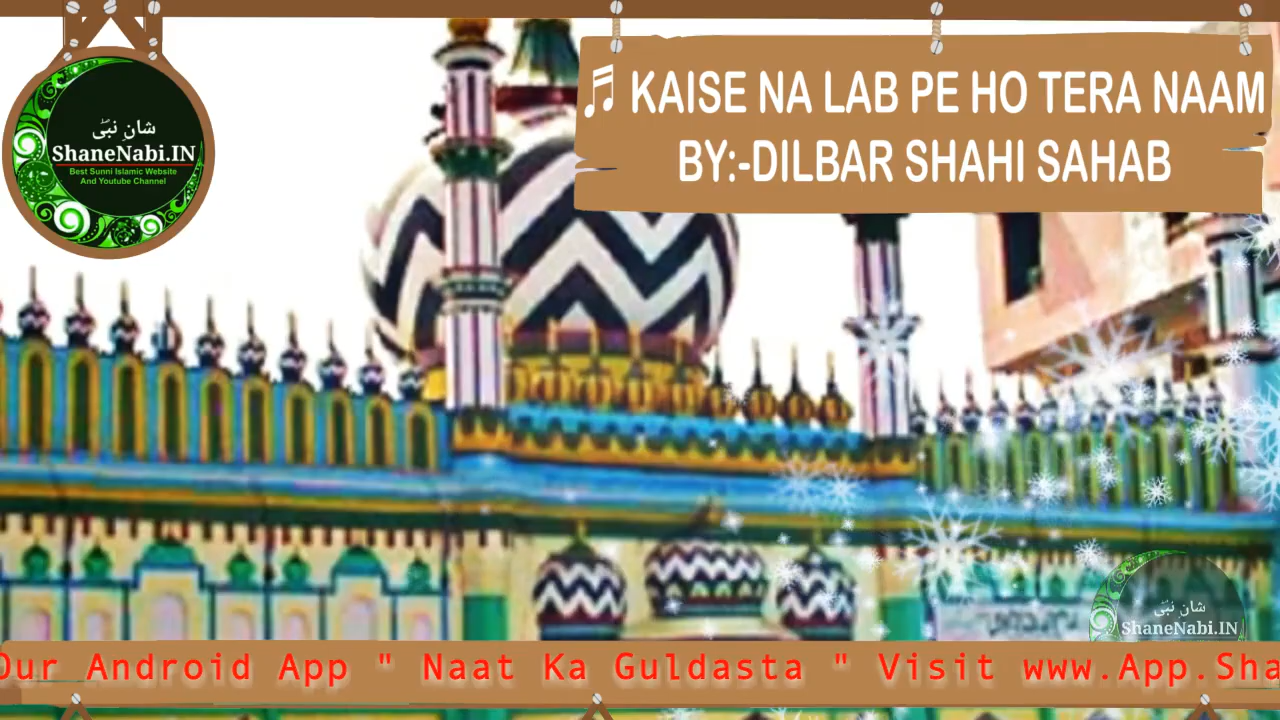 شان نبیؐ
ShaneNabi.IN
Best Sunni Islamic Website
And Youtube Channel
♫ KAISE NA LAB PE HO TERA NAAM
BY:-DILBAR SHAHI SAHAB
شان نبیؐ
ShaneNabi.IN
Our Android App " Naat Ka Guldasta " Visit www.App.Sha